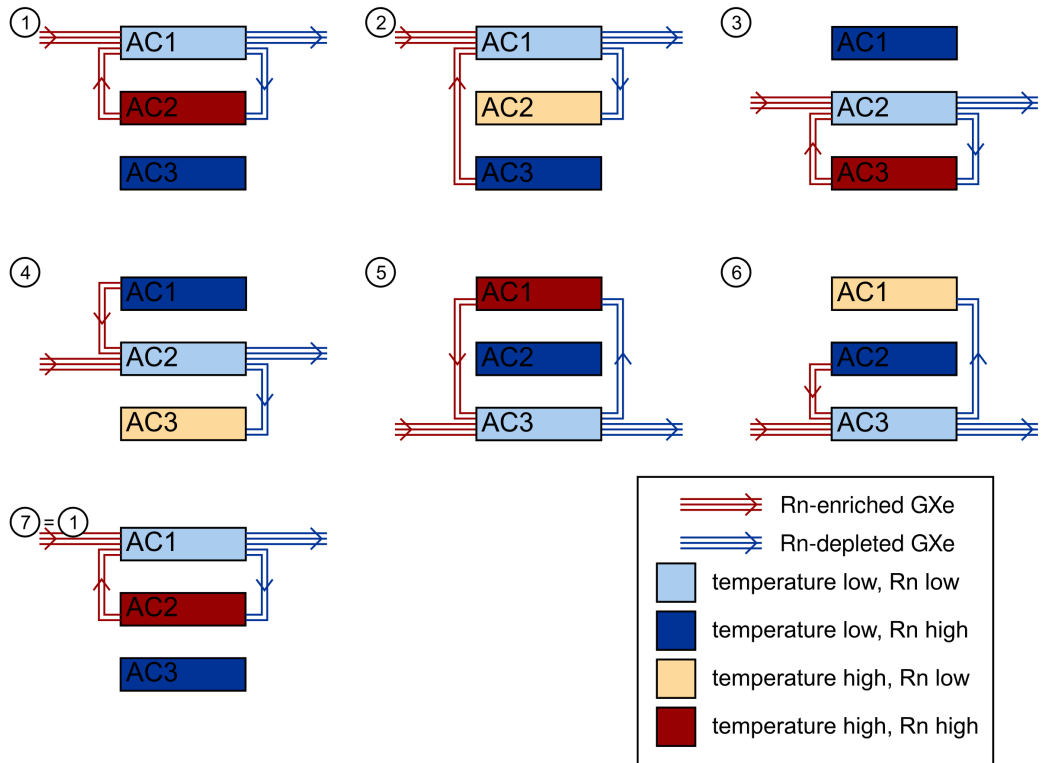 1
AC1
AC2
AC3
2
AC1
AC2
AC3
3
AC1
AC2
AC3
4
AC1
AC2
AC3
5
AC1
AC2
AC3
6
AC1
AC2
AC3
7 = 1
AC1
AC2
AC3
Rn-enriched GXe
Rn-depleted GXe
temperature low, Rn low
temperature low, Rn high
temperature high, Rn low
temperature high, Rn high